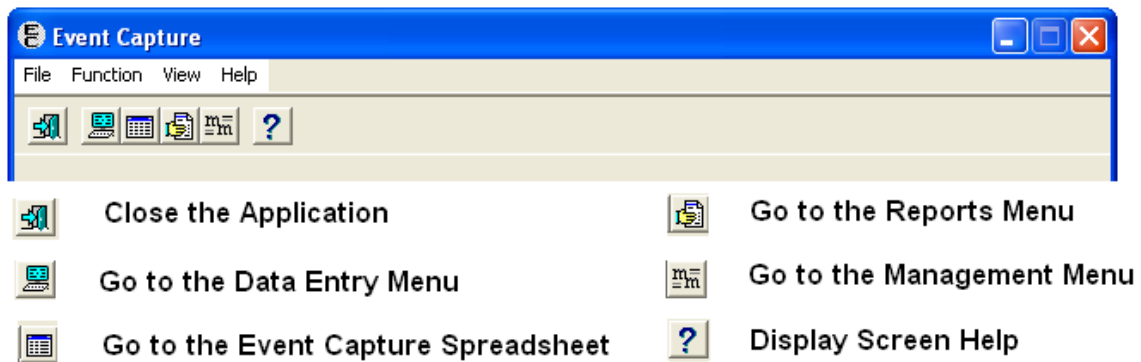 Event Capture
File Function View Help
?
Close the Application
Go to the Data Entry Menu
Go to the Event Capture Spreadsheet
Go to the Reports Menu
Go to the Management Menu
? Display Screen Help